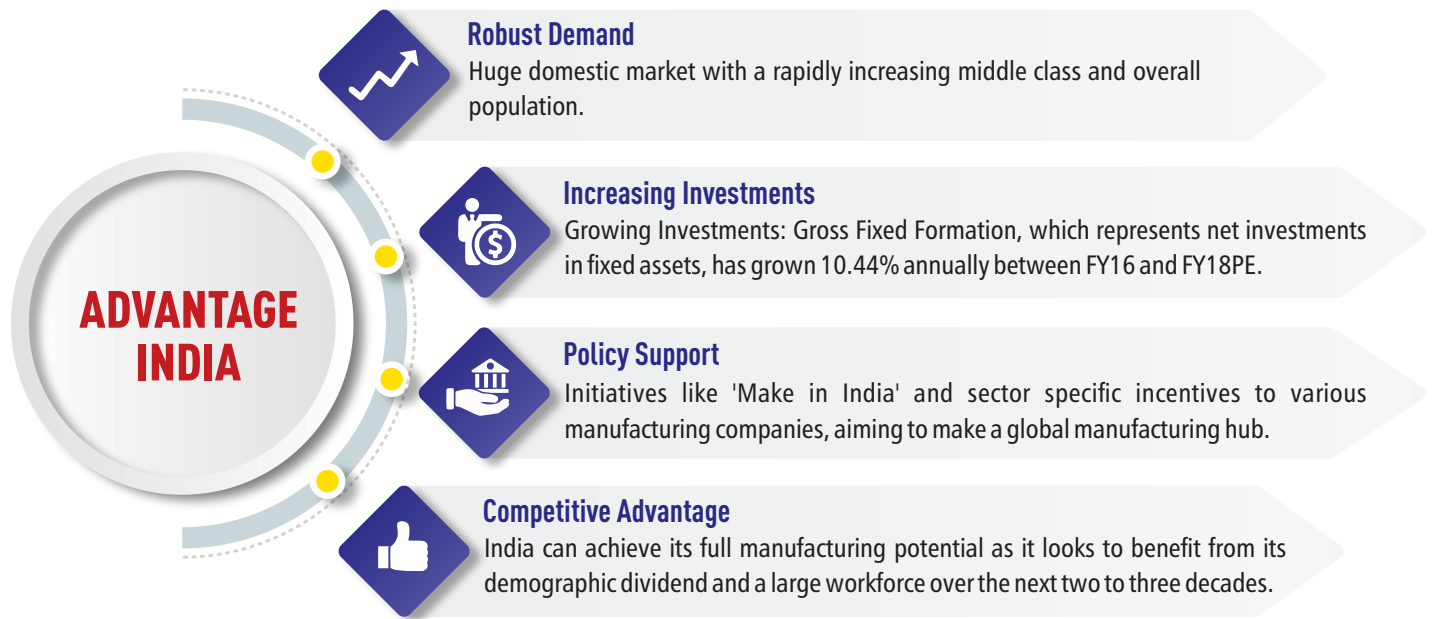 ADVANTAGE
INDIA
Robust Demand
Huge domestic market with a rapidly increasing middle class and overall
population.
Increasing Investments
Growing Investments: Gross Fixed Formation, which represents net investments
in fixed assets, has grown 10.44% annually between FY16 and FY18PE.
Policy Support
Initiatives like 'Make in India' and sector specific incentives to various
manufacturing companies, aiming to make a global manufacturing hub.
Competitive Advantage
India can achieve its full manufacturing potential as it looks to benefit from its
demographic dividend and a large workforce over the next two to three decades.